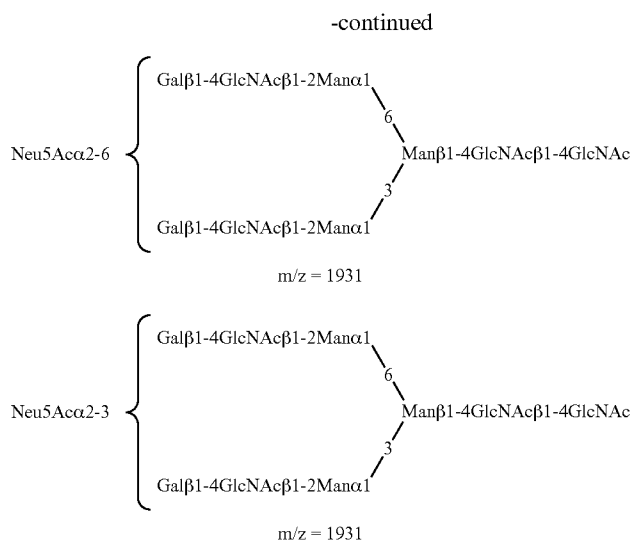 -continued
Galβ1-4GlcNAcβ1-2Manα1
6
Neu5Acα2-6
Manβ1-4GlcNAcβ1-4GlcNAc
3
Galβ1-4GlcNAcβ1-2Manα1
m/z = 1931
Galβ1-4GlcNAcβ1-2Manα1
6
Neu5Acα2-3
Manβ1-4GlcNAcβ1-4GlcNAc
3
Galβ1-4GlcNAcβ1-2Manα1
m/z = 1931